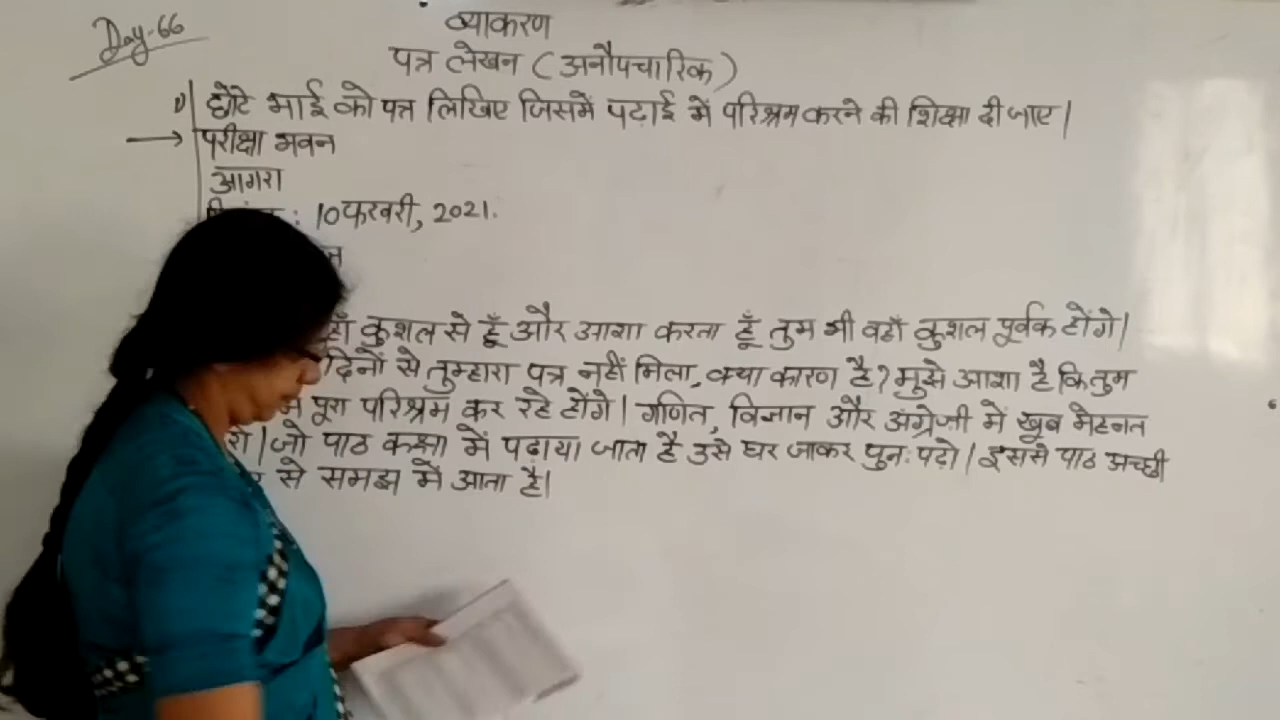 Day-66
व्याकरण
पत्र लेखन (अनौपचारिक)
1) छोटे भाई को पत्र लिखिए जिसमें पढ़ाई में परिश्रम करने की शिक्षा दी जाए।
→ परीक्षा भवन
आगरा
: 10 फरवरी, 2021.
कुशल से हूँ और आशा करता हूँ तुम भी वहाँ कुशल पूर्वक होंगे।
दिनों से तुम्हारा पत्र नहीं मिला, क्या कारण है? मुझे आशा है कि तुम
पूरा परिश्रम कर रहे होंगे। गणित, विज्ञान और अंग्रेजी में खूब मेहनत
। जो पाठ कक्षा में पढ़ाया जाता है उसे घर जाकर पुनः पढ़ो। इससे पाठ अच्छी
से समझ में आता है।